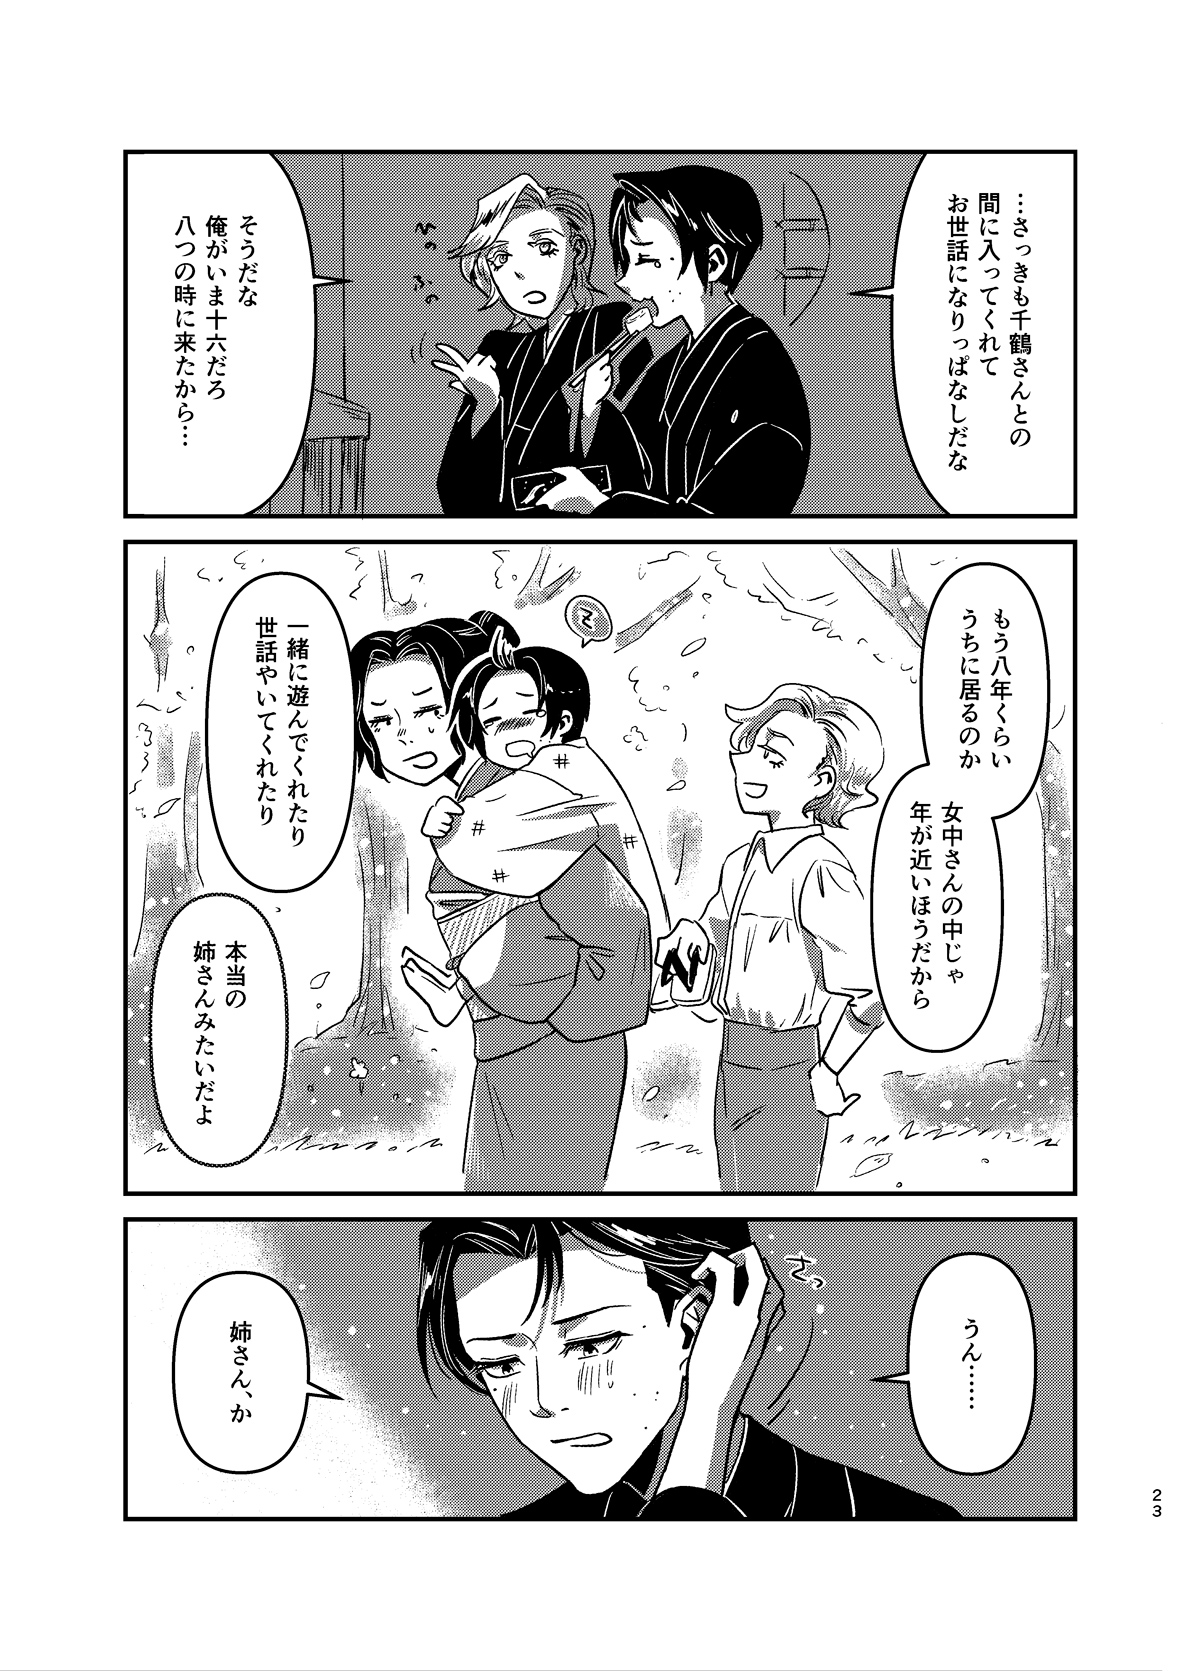 …さっきも千鶴さんとの
間に入ってくれて
お世話になりっぱなしだな
そうだな
俺がいま十六だろ
八つの時に来たから…
ひの
ふの
もう八年くらい
うちに居るのか
女中さんの中じゃ
年が近いほうだから
一緒に遊んでくれたり
世話やいてくれたり
本当の
姉さんみたいだよ
うん……
さっ
姉さん、か
23